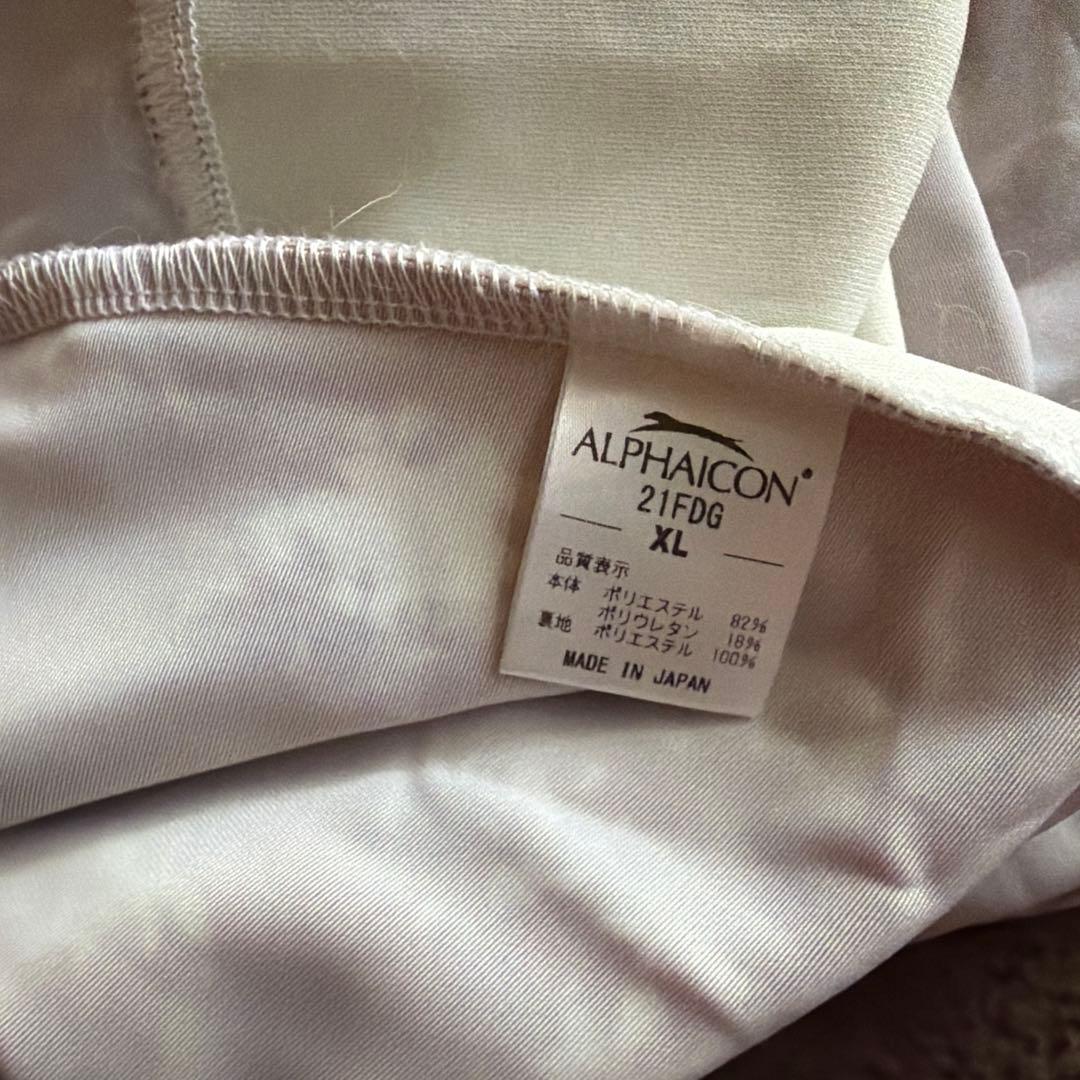 ALPHAICON®
21FDG
XL
品質表示
本体 ポリエステル 82%
ポリウレタン 18%
裏地 ポリエステル 100%
MADE IN JAPAN